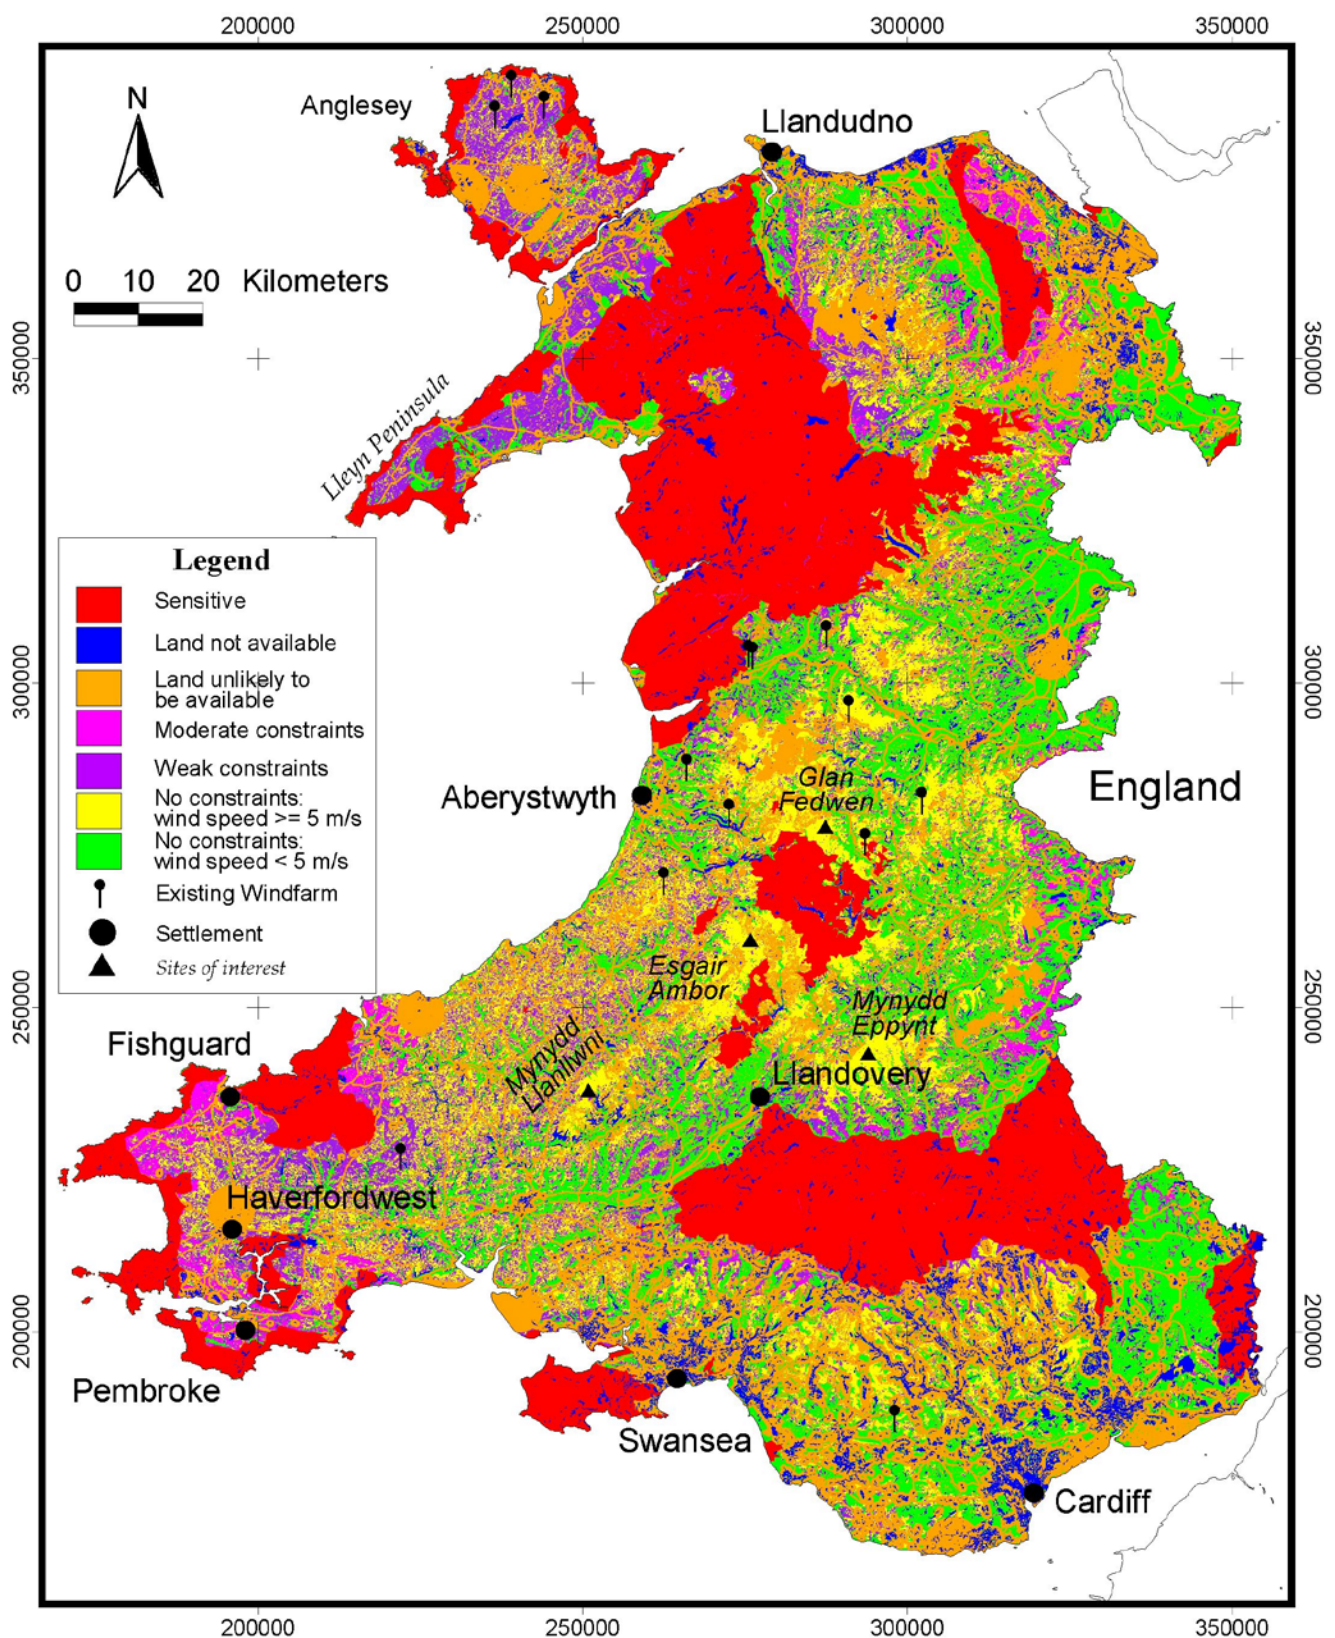 200000
250000
300000
350000
N
Anglesey
Llandudno
0 10 20 Kilometers
350000
350000
Lleyn Peninsula
Legend
Sensitive
Land not available
Land unlikely to
be available
Moderate constraints
Weak constraints
No constraints:
wind speed >= 5 m/s
No constraints:
wind speed < 5 m/s
Existing Windfarm
Settlement
Sites of interest
300000
300000
Aberystwyth
Glan
Fedwen
England
Esgair
Ambor
Mynydd
Eppynt
250000
250000
Fishguard
Mynydd
Llanllwni
Llandovery
Haverfordwest
200000
200000
Pembroke
Swansea
Cardiff
200000
250000
300000
350000